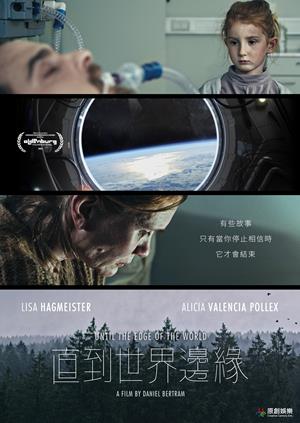 oldenburg
有些故事
只有當你停止相信時
它才會結束
LISA HAGMEISTER
ALICIA VALENCIA POLLEX
UNTIL THE EDGE OF THE WORLD
直到世界邊緣
A FILM BY DANIEL BERTRAM
原創娛樂